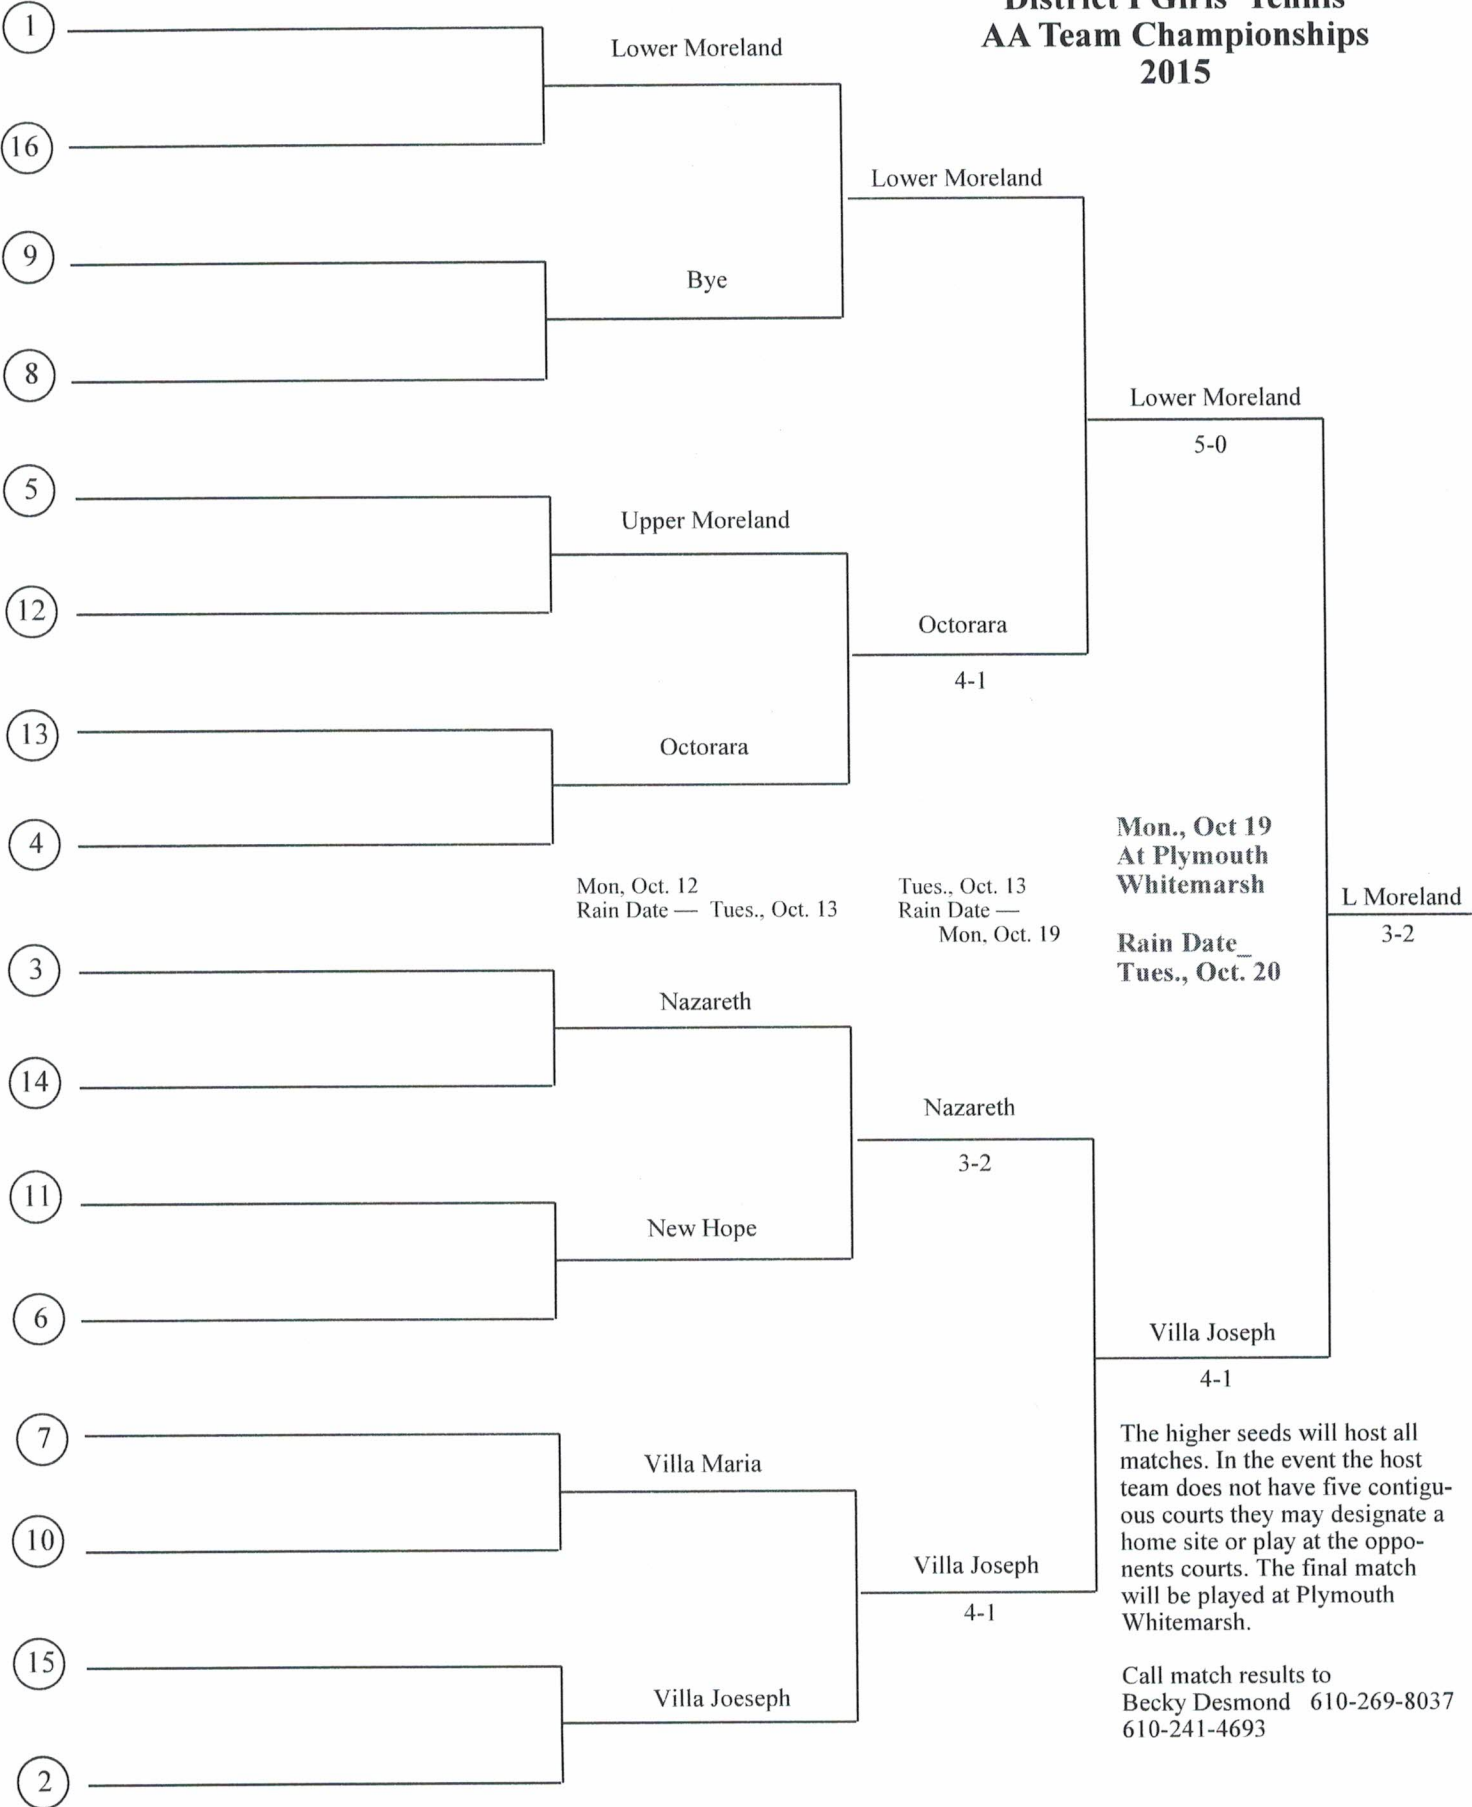 District I Girls' Tennis
AA Team Championships
2015
1
Lower Moreland
16
Lower Moreland
9
Bye
8
Lower Moreland
5-0
5
Upper Moreland
12
Octorara
4-1
13
Octorara
4
Mon, Oct. 12
Rain Date — Tues., Oct. 13
Tues., Oct. 13
Rain Date —
Mon, Oct. 19
Mon., Oct 19
At Plymouth
Whitemarsh
Rain Date_
Tues., Oct. 20
L Moreland
3-2
3
Nazareth
14
Nazareth
3-2
11
New Hope
6
Villa Joseph
4-1
7
Villa Maria
10
Villa Joseph
4-1
15
Villa Joeseph
2
The higher seeds will host all
matches. In the event the host
team does not have five contigu-
ous courts they may designate a
home site or play at the oppo-
nents courts. The final match
will be played at Plymouth
Whitemarsh.
Call match results to
Becky Desmond 610-269-8037
610-241-4693